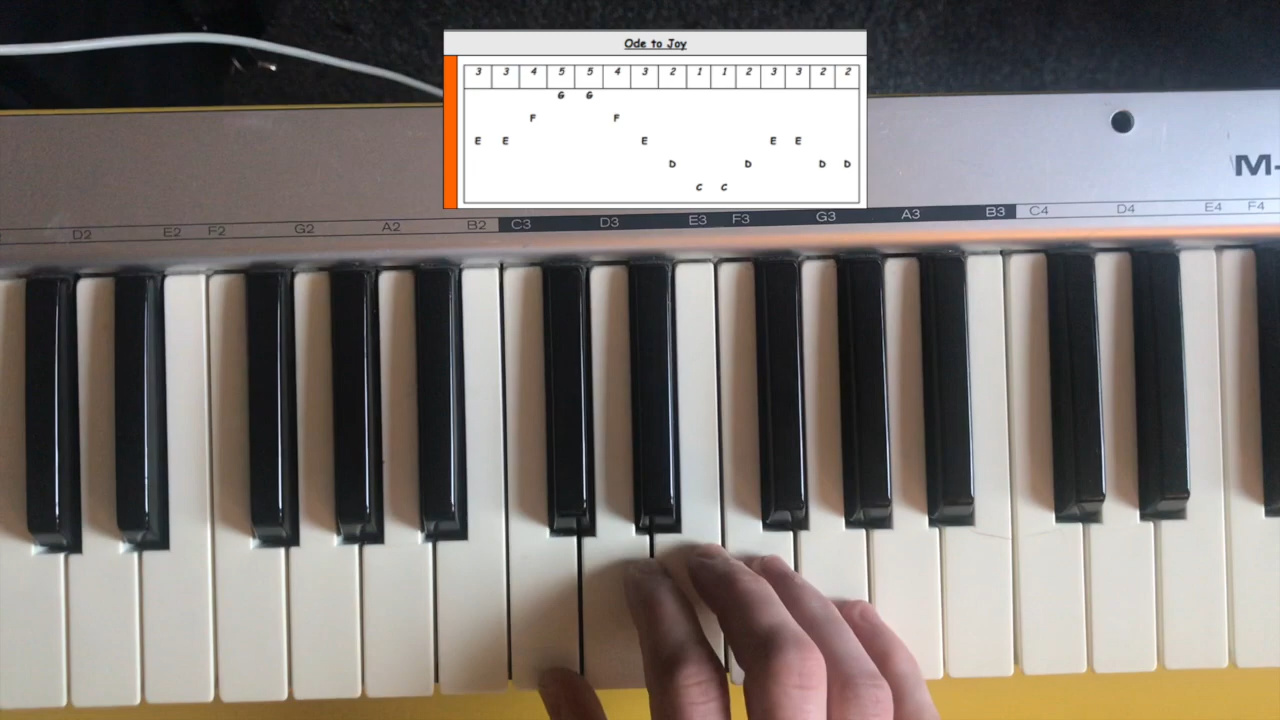 Ode to Joy
3 3 4 5 5 4 3 2 1 1 2 3 3 2 2
G G
F F
E E E E E
D D D D
C C
M-
D2 E2 F2 G2 A2 B2 C3 D3 E3 F3 G3 A3 B3 C4 D4 E4 F4